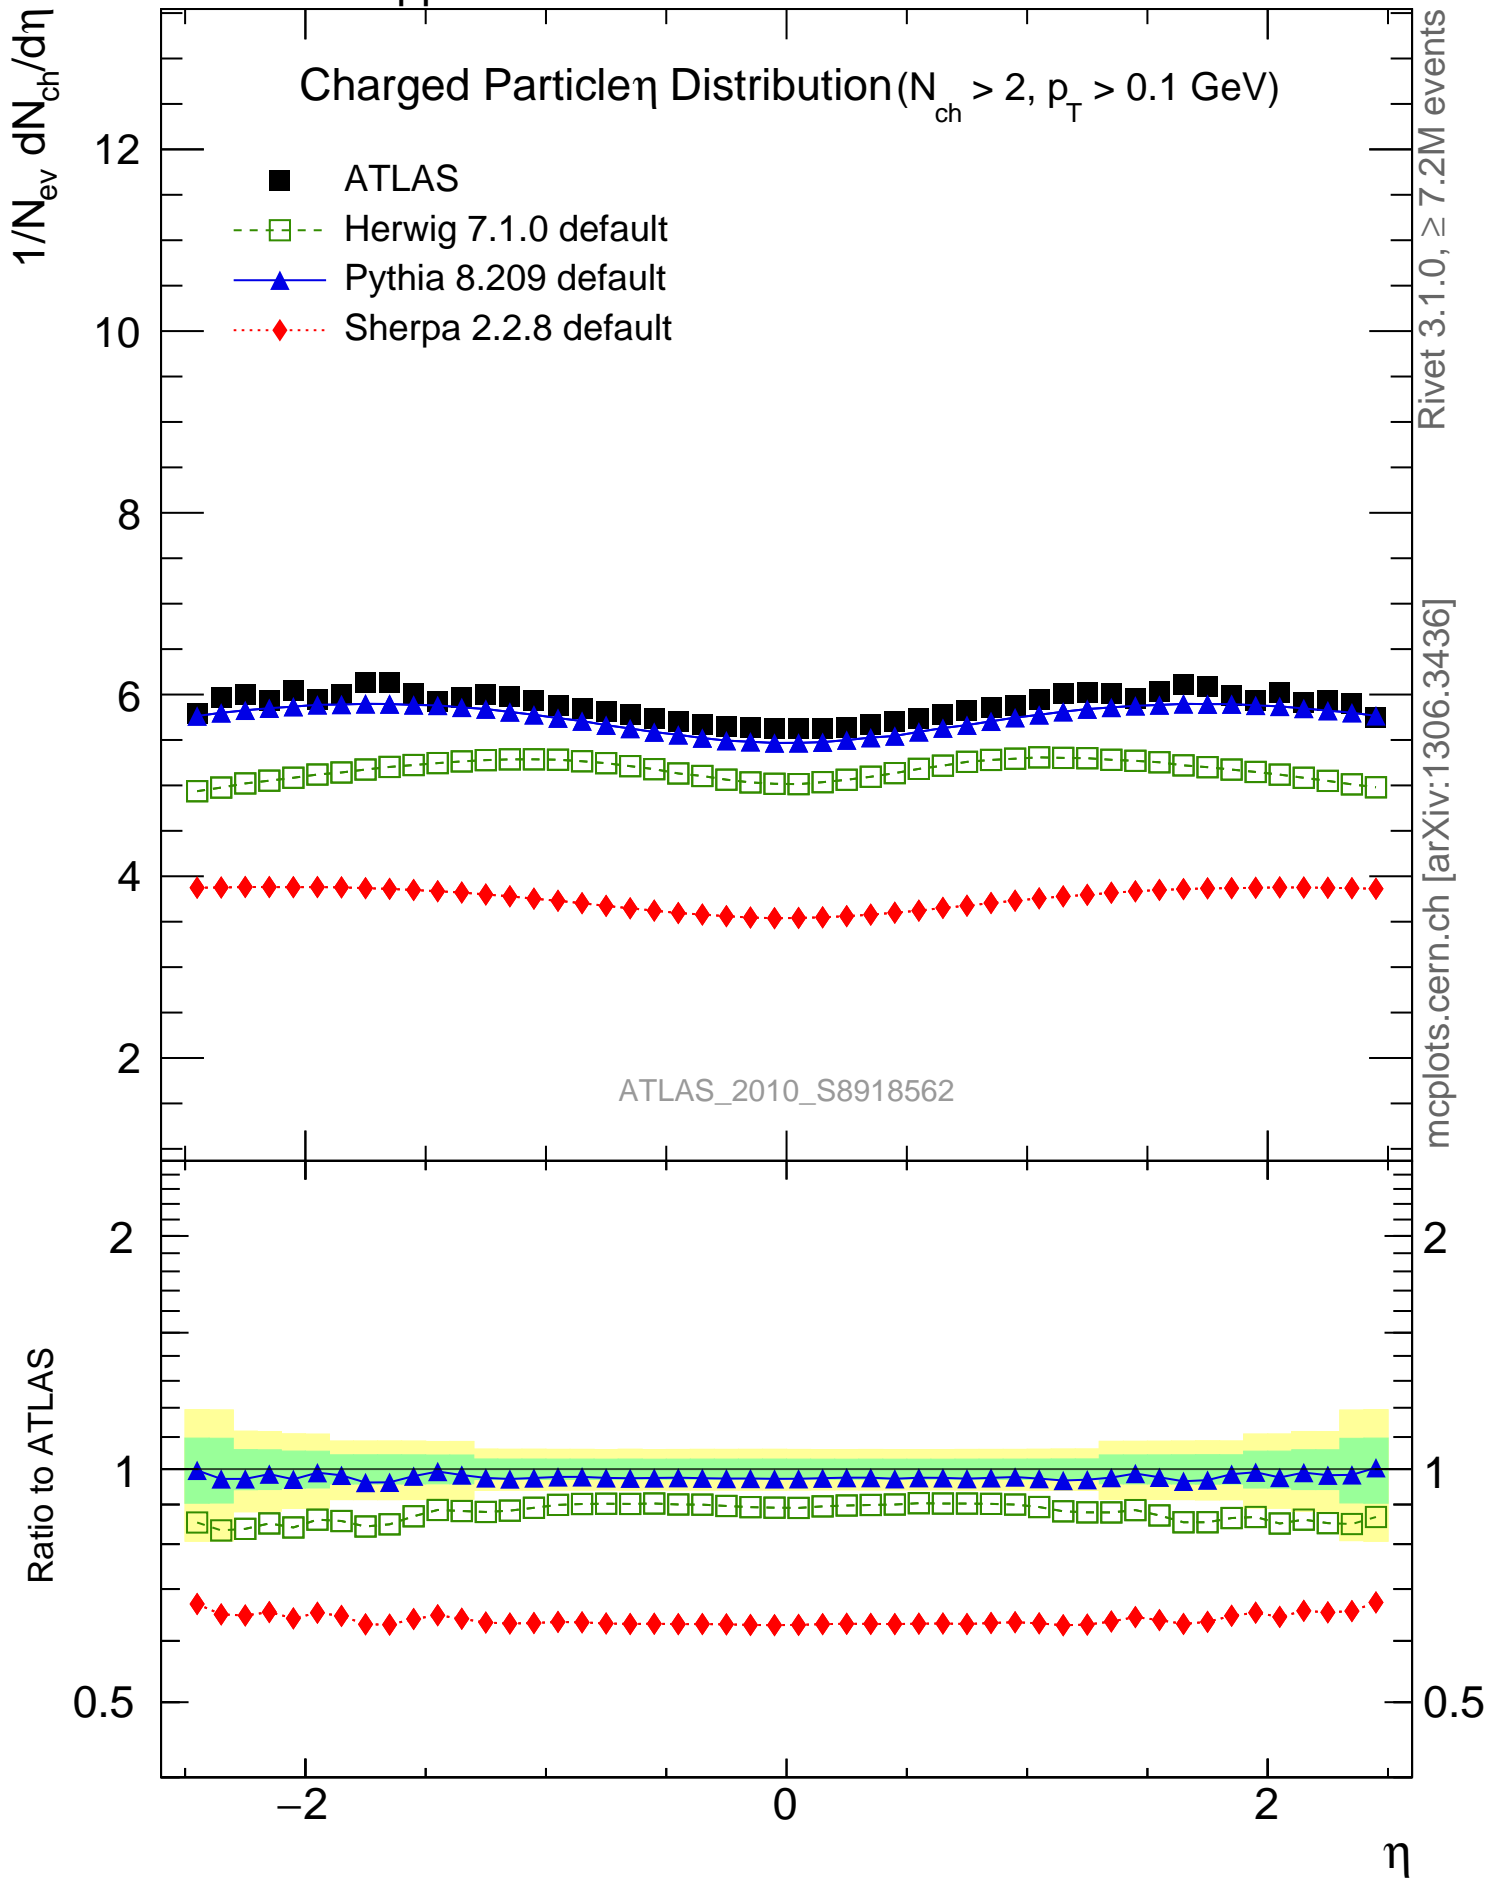 pp
1/N_ev dN_ch/dη
Charged Particle η Distribution (N_ch > 2, p_T > 0.1 GeV)
ATLAS
Herwig 7.1.0 default
Pythia 8.209 default
Sherpa 2.2.8 default
12
10
8
6
4
2
ATLAS_2010_S8918562
Rivet 3.1.0, ≥ 7.2M events
mcplots.cern.ch [arXiv:1306.3436]
Ratio to ATLAS
2
1
0.5
2
1
0.5
−2 0 2
η